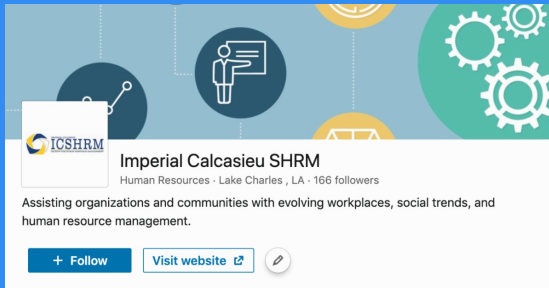 ICSHRM
Imperial Calcasieu SHRM
Human Resources · Lake Charles , LA · 166 followers
Assisting organizations and communities with evolving workplaces, social trends, and
human resource management.
+ Follow
Visit website